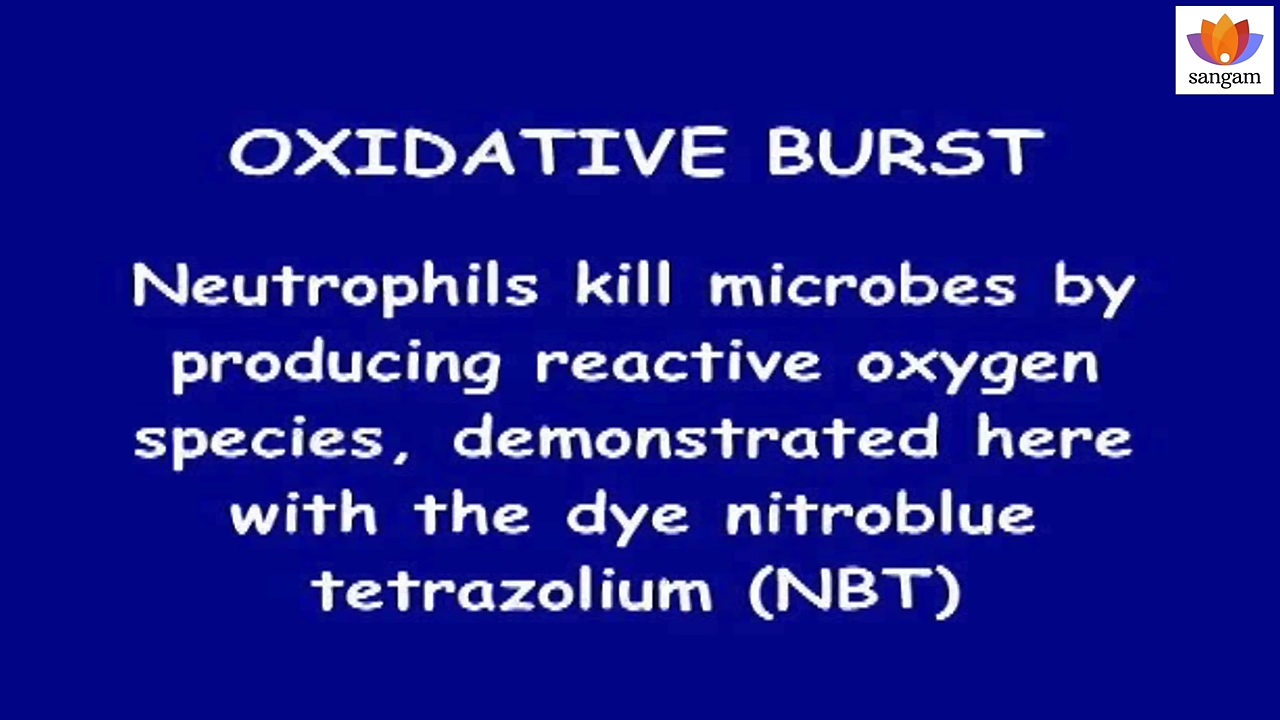 sangam
OXIDATIVE BURST
Neutrophils kill microbes by
producing reactive oxygen
species, demonstrated here
with the dye nitroblue
tetrazolium (NBT)